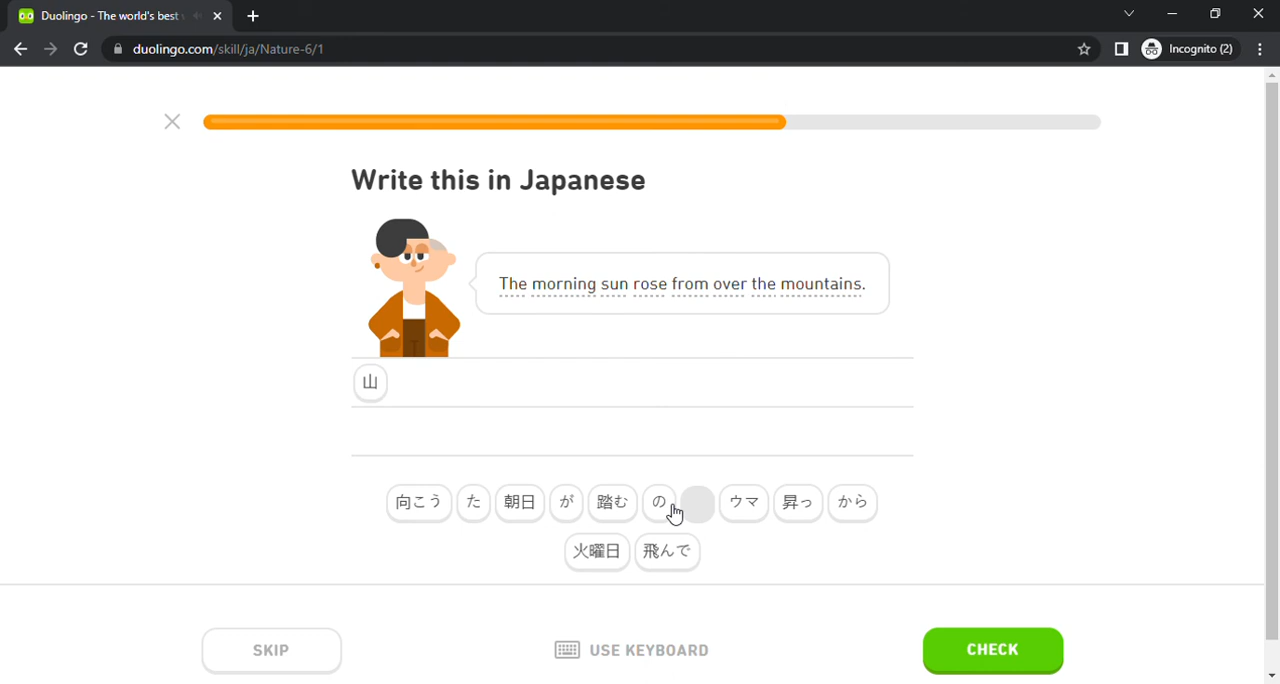 Duolingo - The world's best
duolingo.com/skill/ja/Nature-6/1
Incognito (2)
Write this in Japanese
The morning sun rose from over the mountains.
山
向こう た 朝日 が 踏む の ウマ 昇っ から
火曜日 飛んで
SKIP USE KEYBOARD CHECK